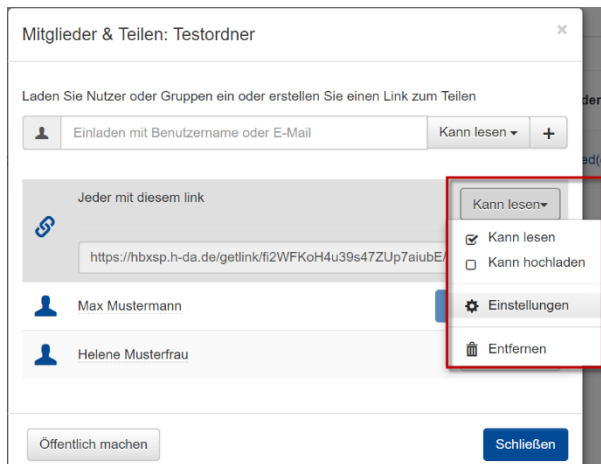 Mitglieder & Teilen: Testordner
×
Laden Sie Nutzer oder Gruppen ein oder erstellen Sie einen Link zum Teilen
Einladen mit Benutzername oder E-Mail
Kann lesen
+
Jeder mit diesem link
Kann lesen
https://hbxsp.h-da.de/getlink/fi2WFKoH4u39s47ZUp7aiubE/
Kann lesen
Kann hochladen
Max Mustermann
Einstellungen
Helene Musterfrau
Entfernen
Öffentlich machen
Schließen